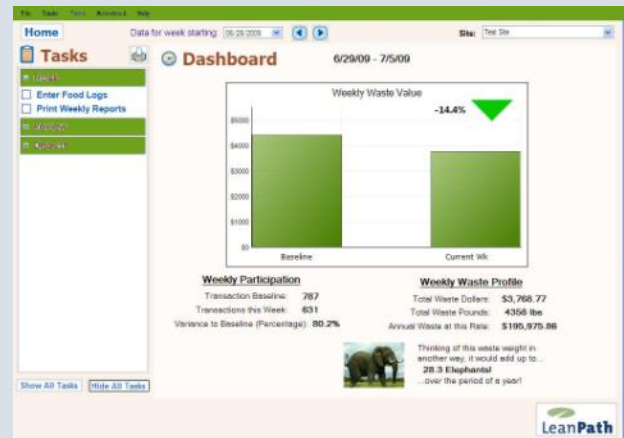 File Tools Help
Home
Data for week starting:
Site: Test Site
Tasks
Dashboard
6/29/09 - 7/5/09
Enter Food Logs
Print Weekly Reports
Show All Tasks
Hide All Tasks
Weekly Waste Value
-14.4%
$5000
$4000
$3000
$2000
$1000
$0
Baseline
Current Wk
Weekly Participation
Transaction Baseline: 787
Transactions this Week: 631
Variance to Baseline (Percentage): 80.2%
Weekly Waste Profile
Total Waste Dollars: $3,768.77
Total Waste Pounds: 4358 lbs
Annual Waste at this Rate: $195,975.86
Thinking of this waste weight in
another way, it would add up to...
28.3 Elephants!
...over the period of a year!
LeanPath